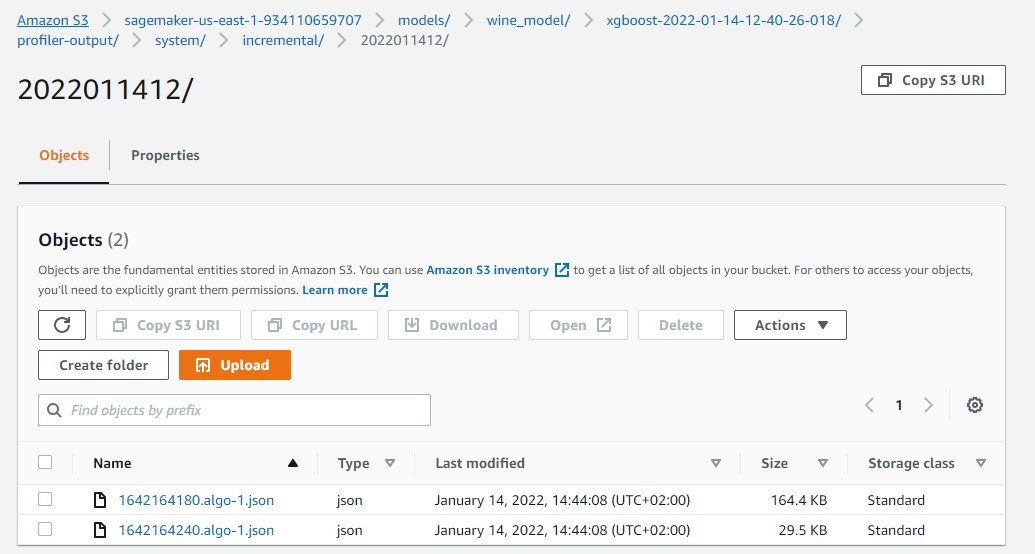 Amazon S3 > sagemaker-us-east-1-934110659707 > models/ > wine_model/ > xgboost-2022-01-14-12-40-26-018/ >
profiler-output/ > system/ > incremental/ > 2022011412/
2022011412/
Copy S3 URI
Objects Properties
Objects (2)
Objects are the fundamental entities stored in Amazon S3. You can use Amazon S3 inventory to get a list of all objects in your bucket. For others to access your objects,
you'll need to explicitly grant them permissions. Learn more
Copy S3 URI Copy URL Download Open Delete Actions
Create folder Upload
Find objects by prefix
< 1 >
Name Type Last modified Size Storage class
1642164180.algo-1.json json January 14, 2022, 14:44:08 (UTC+02:00) 164.4 KB Standard
1642164240.algo-1.json json January 14, 2022, 14:44:08 (UTC+02:00) 29.5 KB Standard